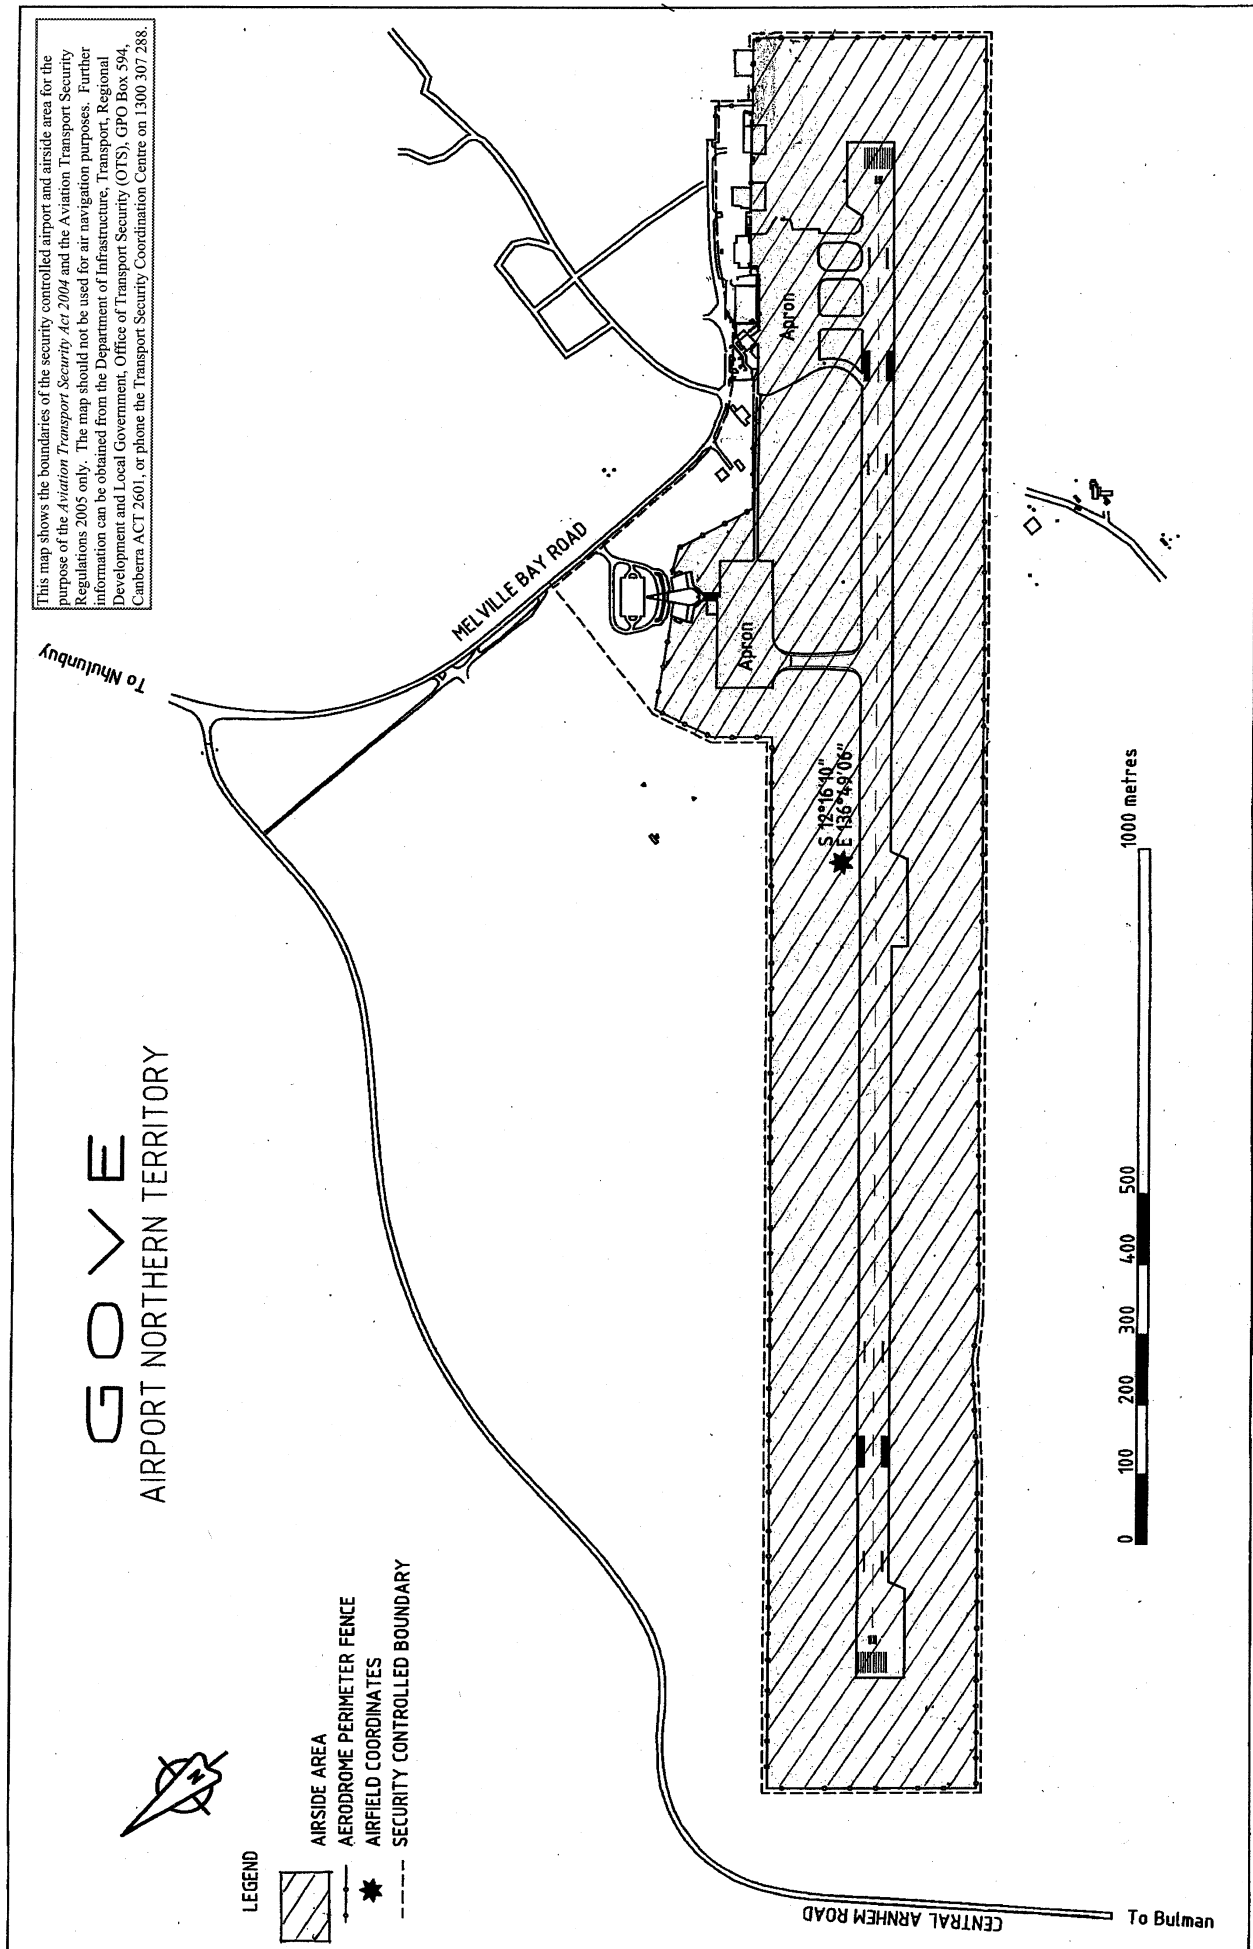 This map shows the boundaries of the security controlled airport and airside area for the
purpose of the Aviation Transport Security Act 2004 and the Aviation Transport Security
Regulations 2005 only. The map should not be used for air navigation purposes. Further
information can be obtained from the Department of Infrastructure, Transport, Regional
Development and Local Government, Office of Transport Security (OTS), GPO Box 594,
Canberra ACT 2601, or phone the Transport Security Coordination Centre on 1300 307 288.
GOVE
AIRPORT NORTHERN TERRITORY
To Nhulunbuy
MELVILLE BAY ROAD
Apron
Apron
S 12°16'10"
E 136°49'06"
N
LEGEND
AIRSIDE AREA
AERODROME PERIMETER FENCE
AIRFIELD COORDINATES
SECURITY CONTROLLED BOUNDARY
0 100 200 300 400 500 1000 metres
CENTRAL ARNHEM ROAD
To Bulman